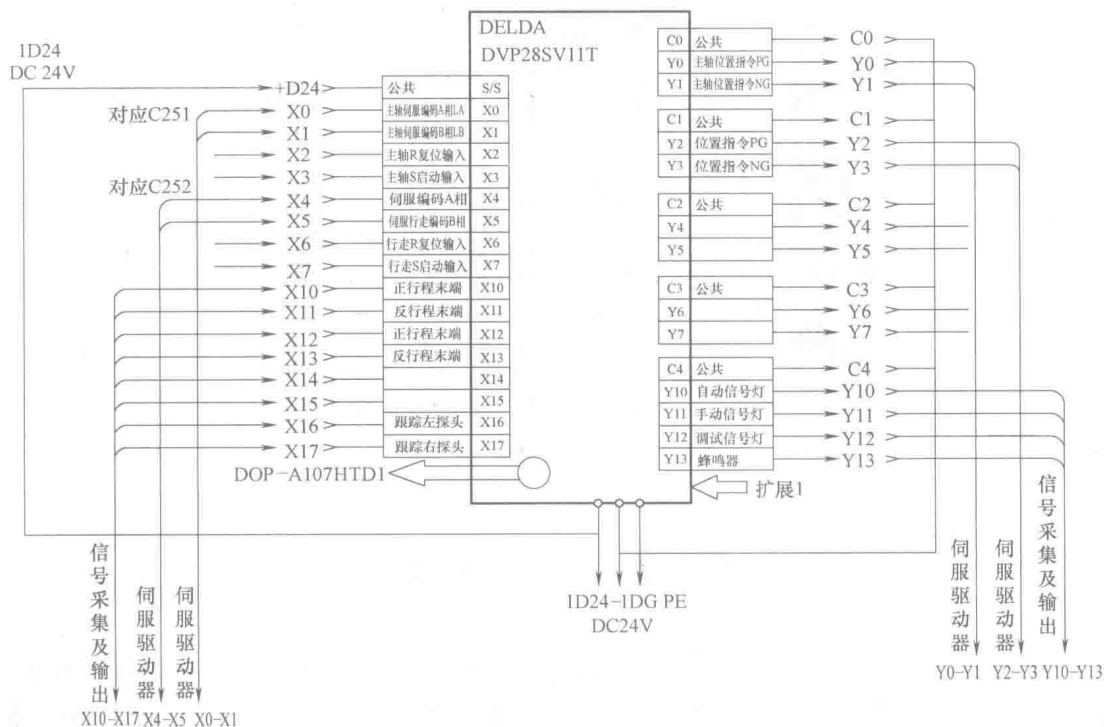 DELDA
DVP28SV11T
1D24
DC 24V
+D24 公共 S/S
对应C251
X0 主轴伺服编码A相LA X0
X1 主轴伺服编码B相LB X1
X2 主轴R复位输入 X2
X3 主轴S启动输入 X3
对应C252
X4 伺服编码A相 X4
X5 伺服行走编码B相 X5
X6 行走R复位输入 X6
X7 行走S启动输入 X7
X10 正行程末端 X10
X11 反行程末端 X11
X12 正行程末端 X12
X13 反行程末端 X13
X14 X14
X15 X15
X16 跟踪左探头 X16
X17 跟踪右探头 X17
DOP-A107HTD1
C0 公共 C0
Y0 主轴位置指令PG Y0
Y1 主轴位置指令NG Y1
C1 公共 C1
Y2 位置指令PG Y2
Y3 位置指令NG Y3
C2 公共 C2
Y4 Y4
Y5 Y5
C3 公共 C3
Y6 Y6
Y7 Y7
C4 公共 C4
Y10 自动信号灯 Y10
Y11 手动信号灯 Y11
Y12 调试信号灯 Y12
Y13 蜂鸣器 Y13
扩展1
1D24-1DG PE
DC24V
信号采集及输出
伺服驱动器
伺服驱动器
X10-X17 X4-X5 X0-X1
伺服驱动器
伺服驱动器
信号采集及输出
Y0-Y1 Y2-Y3 Y10-Y13